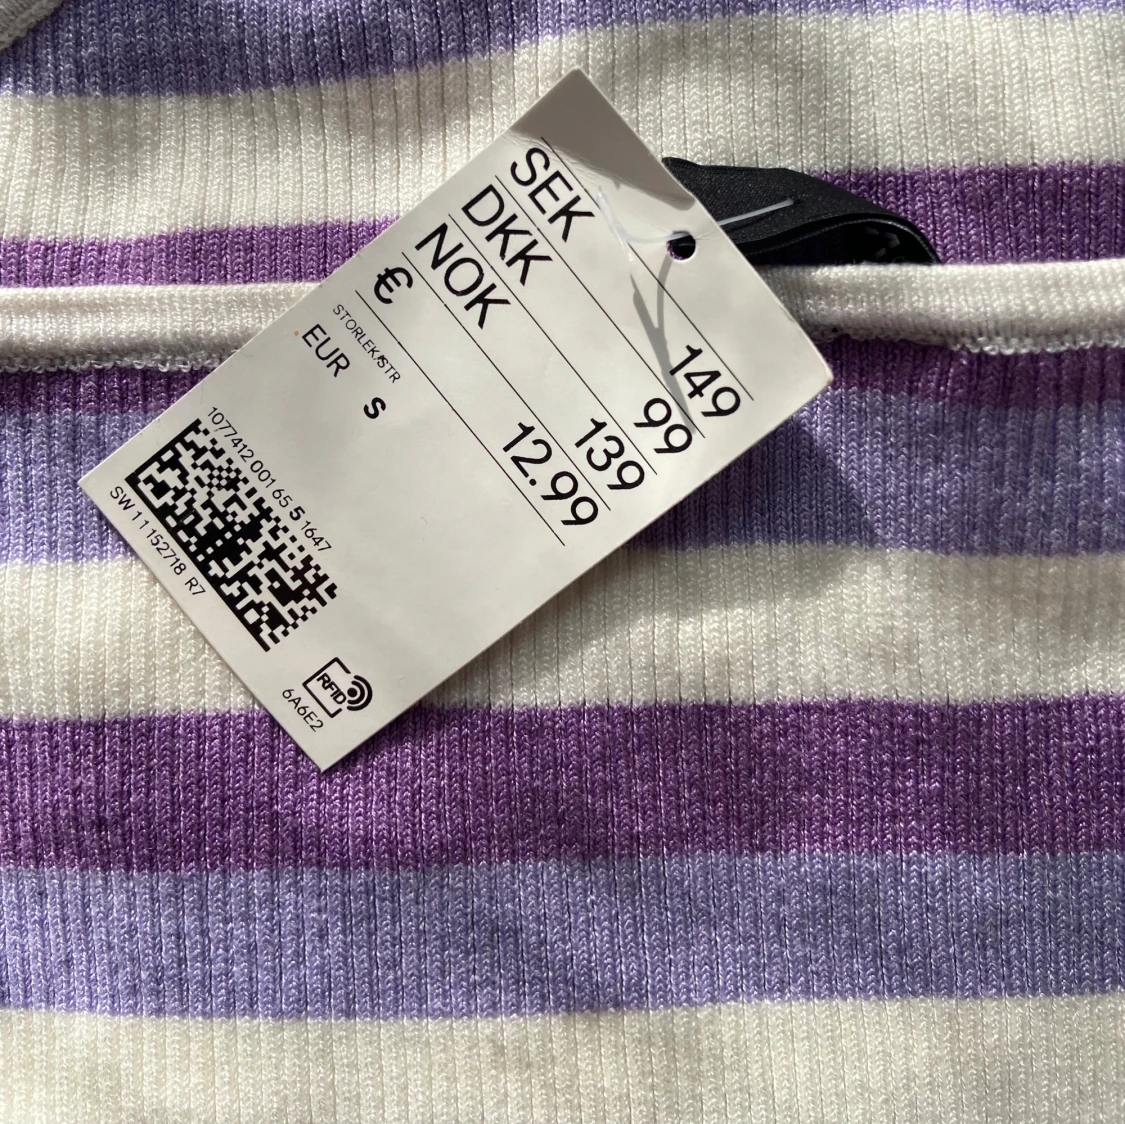 SEK 149
DKK 99
NOK 139
€ 12.99
STORLEK/STR
EUR S
1077412 001 65 5 1647
SW 11 152718 R7
RFID
6A6E2